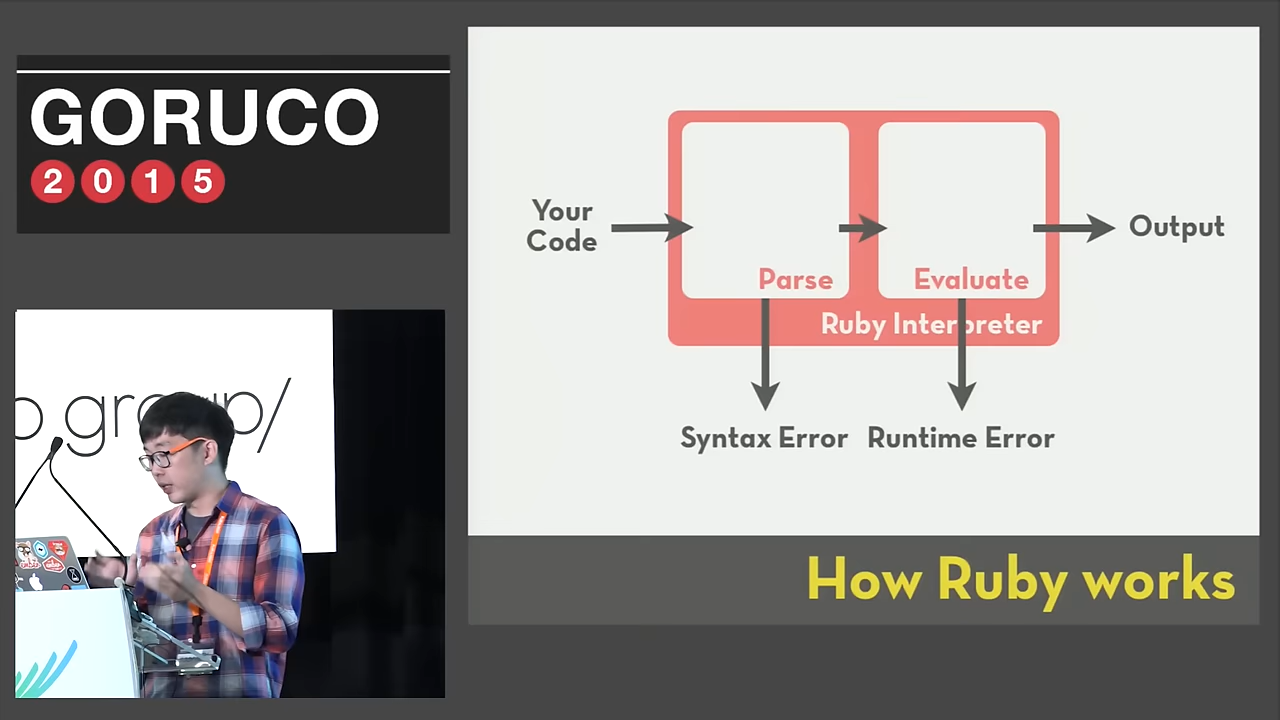 GORUCO
2 0 1 5
o group/
Your
Code
Parse
Evaluate
Ruby Interpreter
Output
Syntax Error
Runtime Error
How Ruby works